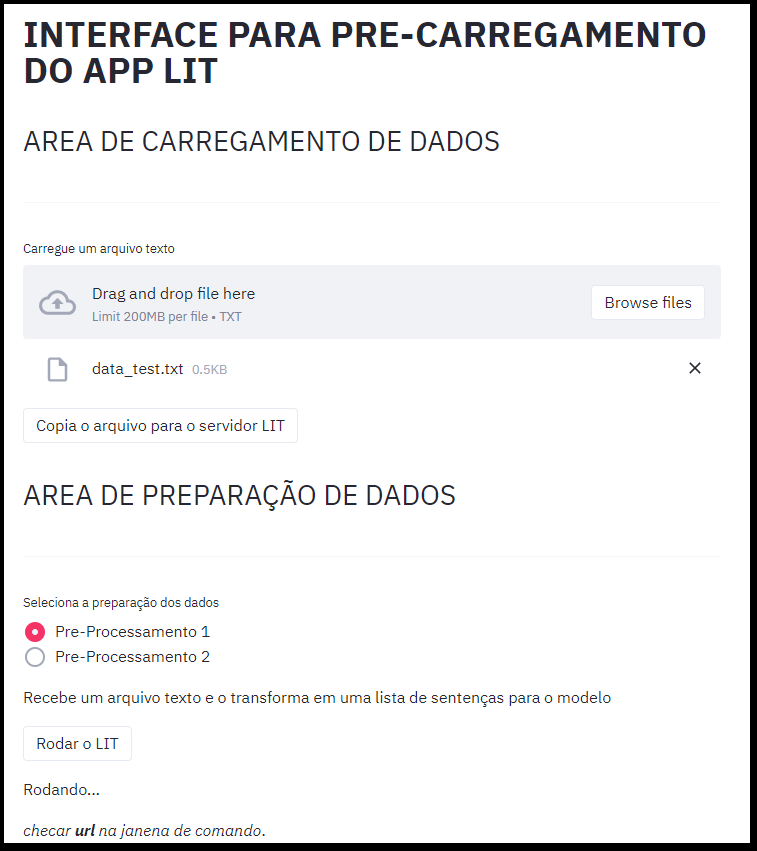 INTERFACE PARA PRE-CARREGAMENTO
DO APP LIT
AREA DE CARREGAMENTO DE DADOS
Carregue um arquivo texto
Drag and drop file here
Limit 200MB per file • TXT
Browse files
data_test.txt 0.5KB
Copia o arquivo para o servidor LIT
AREA DE PREPARAÇÃO DE DADOS
Seleciona a preparação dos dados
Pre-Processamento 1
Pre-Processamento 2
Recebe um arquivo texto e o transforma em uma lista de sentenças para o modelo
Rodar o LIT
Rodando...
checar url na janena de comando.